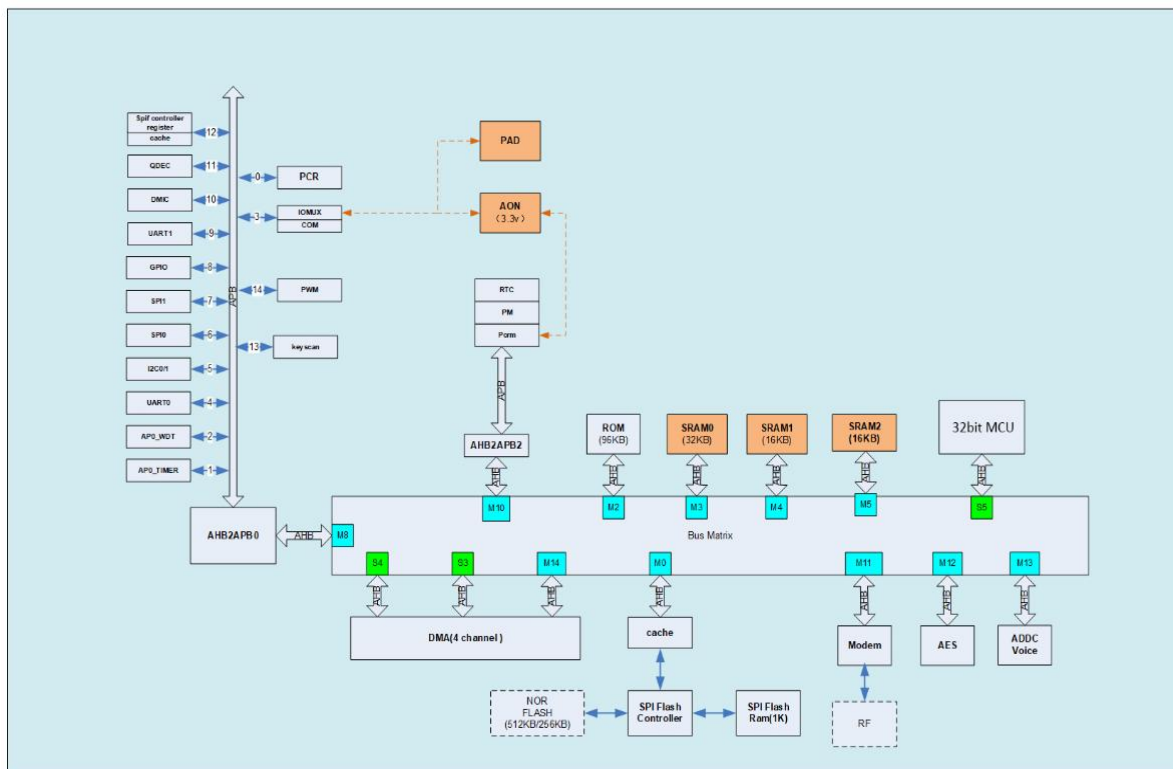 Spif controller
register
cache
12
QDEC
11
DMIC
10
UART1
9
GPIO
8
SPI1
7
SPI0
6
I2C0/1
5
UART0
4
AP0_WDT
2
AP0_TIMER
1
APB
0
PCR
3
IOMUX
COM
14
PWM
13
keyscan
PAD
AON
(3.3v)
RTC
PM
Pcrm
APB
AHB2APB2
AHB
ROM
(96KB)
AHB
SRAM0
(32KB)
AHB
SRAM1
(16KB)
AHB
SRAM2
(16KB)
AHB
32bit MCU
AHB
AHB2APB0
AHB
M8
M10
M2
M3
M4
M5
S5
Bus Matrix
S4
S3
M14
M0
M11
M12
M13
AHB
AHB
AHB
AHB
AHB
AHB
AHB
DMA(4 channel )
cache
Modem
AES
ADDC
Voice
NOR
FLASH
(512KB/256KB)
SPI Flash
Controller
SPI Flash
Ram(1K)
RF